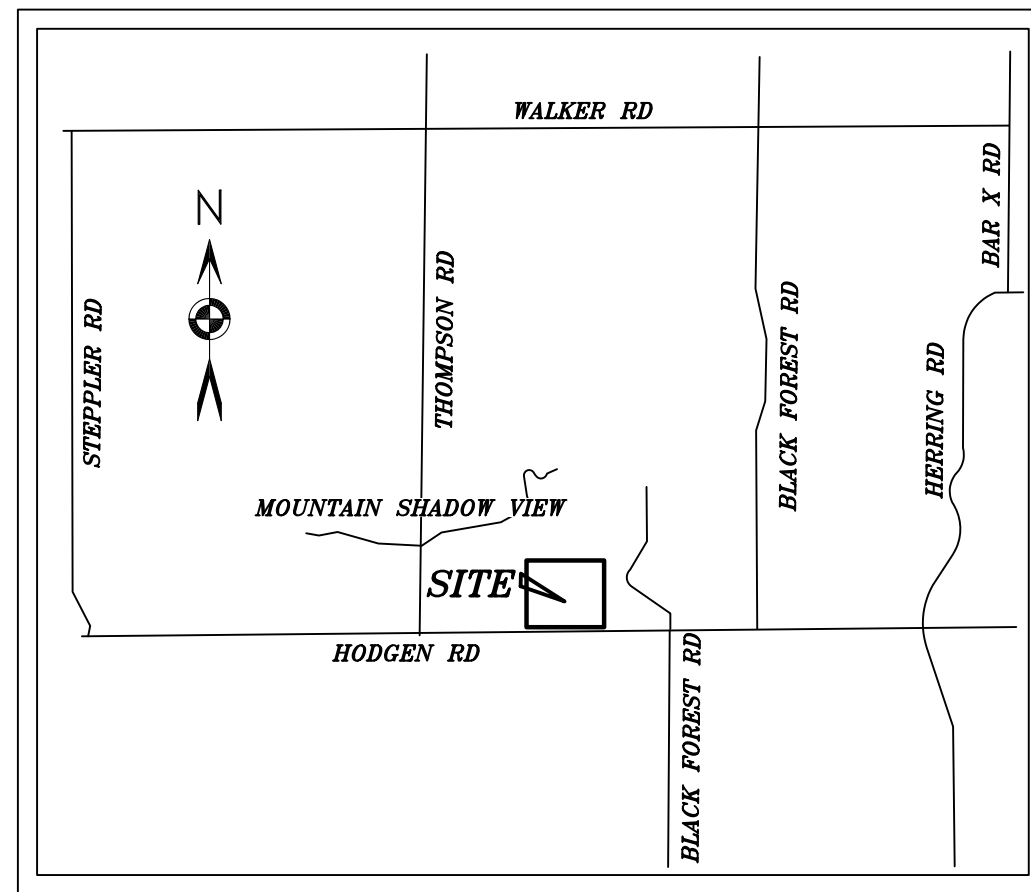 WALKER RD
N
BAR X RD
THOMPSON RD
STEPPLER RD
BLACK FOREST RD
HERRING RD
MOUNTAIN SHADOW VIEW
SITE
HODGEN RD
BLACK FOREST RD